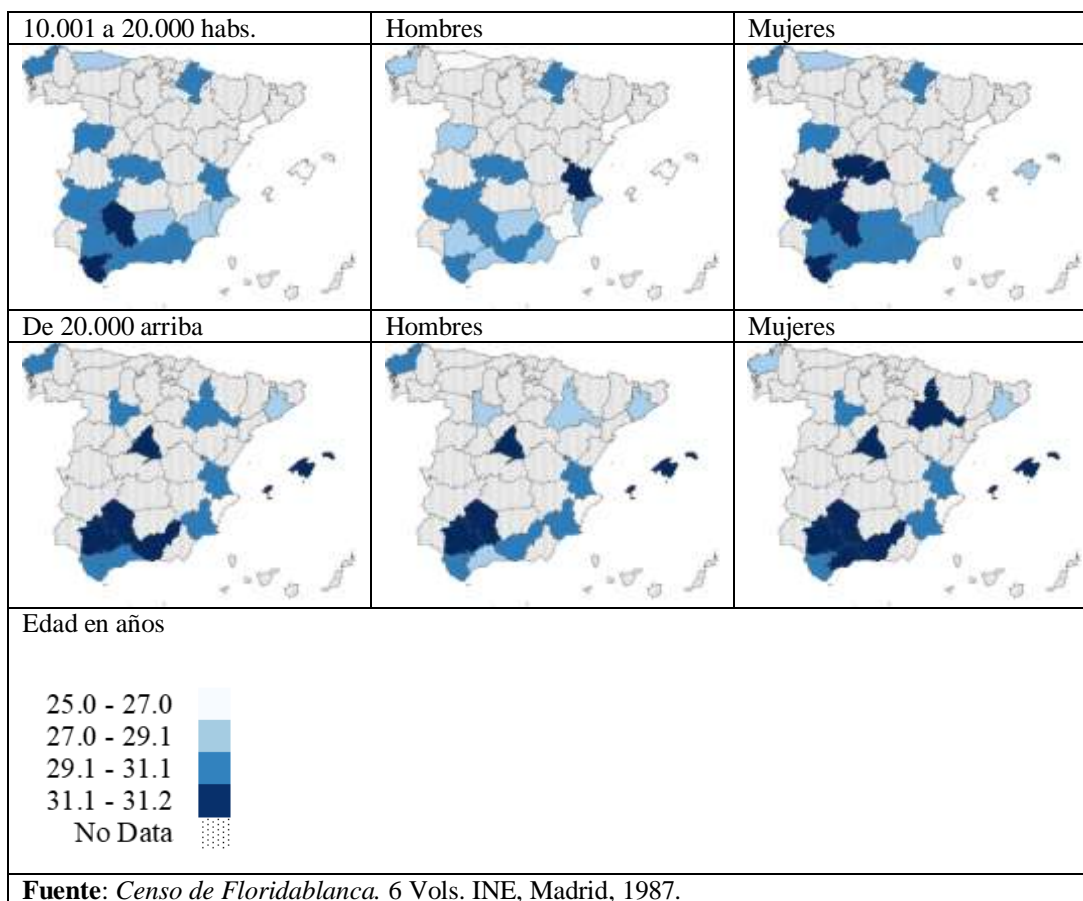 10.001 a 20.000 habs.
Hombres
Mujeres
De 20.000 arriba
Hombres
Mujeres
Edad en años
25.0 - 27.0
27.0 - 29.1
29.1 - 31.1
31.1 - 31.2
No Data
Fuente: Censo de Floridablanca. 6 Vols. INE, Madrid, 1987.